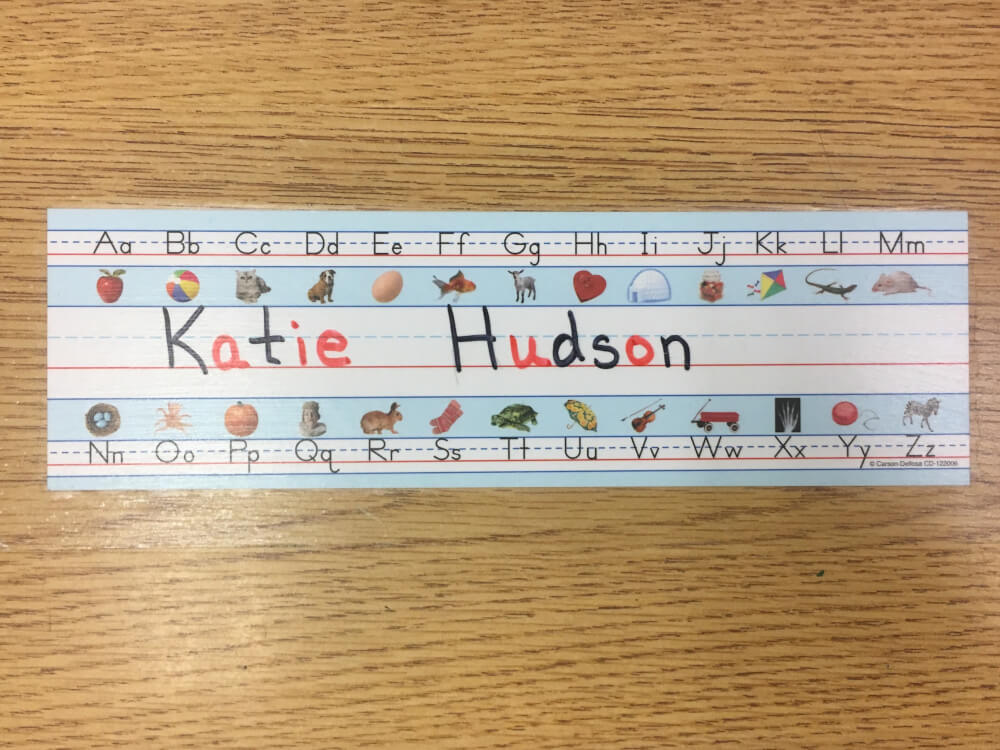 Aa Bb Cc Dd Ee Ff Gg Hh Ii Jj Kk Ll Mm
Katie Hudson
Nn Oo Pp Qq Rr Ss Tt Uu Vv Ww Xx Yy Zz
© Carson-Dellosa CD-122006